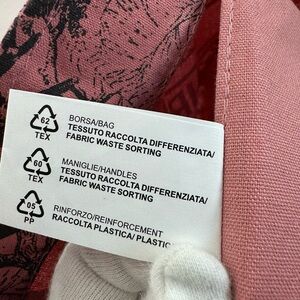 62
TEX
BORSA/BAG
TESSUTO RACCOLTA DIFFERENZIATA/
FABRIC WASTE SORTING
60
TEX
MANIGLIE/HANDLES
TESSUTO RACCOLTA DIFFERENZIATA/
FABRIC WASTE SORTING
05
PP
RINFORZO/REINFORCEMENT
RACCOLTA PLASTICA/ PLASTIC